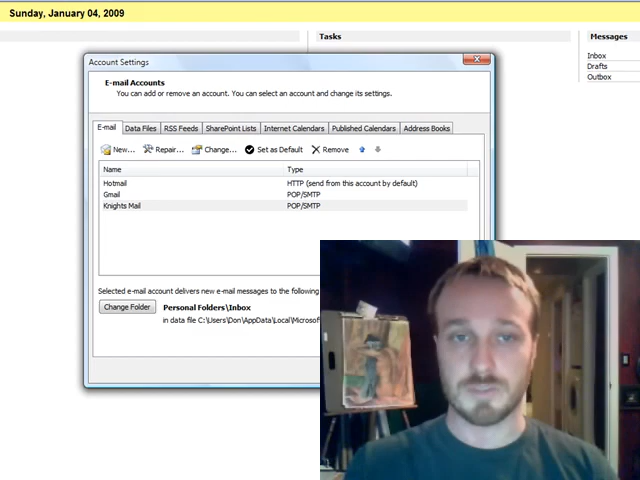 Sunday, January 04, 2009
Tasks
Messages
Inbox
Drafts
Outbox
Account Settings
E-mail Accounts
You can add or remove an account. You can select an account and change its settings.
E-mail Data Files RSS Feeds SharePoint Lists Internet Calendars Published Calendars Address Books
New... Repair... Change... Set as Default Remove
Name Type
Hotmail HTTP (send from this account by default)
Gmail POP/SMTP
Knights Mail POP/SMTP
Selected e-mail account delivers new e-mail messages to the following
Change Folder Personal Folders\Inbox
in data file C:\Users\Don\AppData\Local\Microsoft